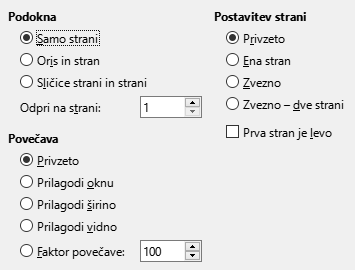 Podokna
Samo strani
Oris in stran
Sličice strani in strani
Odpri na strani: 1
Povečava
Privzeto
Prilagodi oknu
Prilagodi širino
Prilagodi vidno
Faktor povečave: 100
Postavitev strani
Privzeto
Ena stran
Zvezno
Zvezno – dve strani
Prva stran je levo